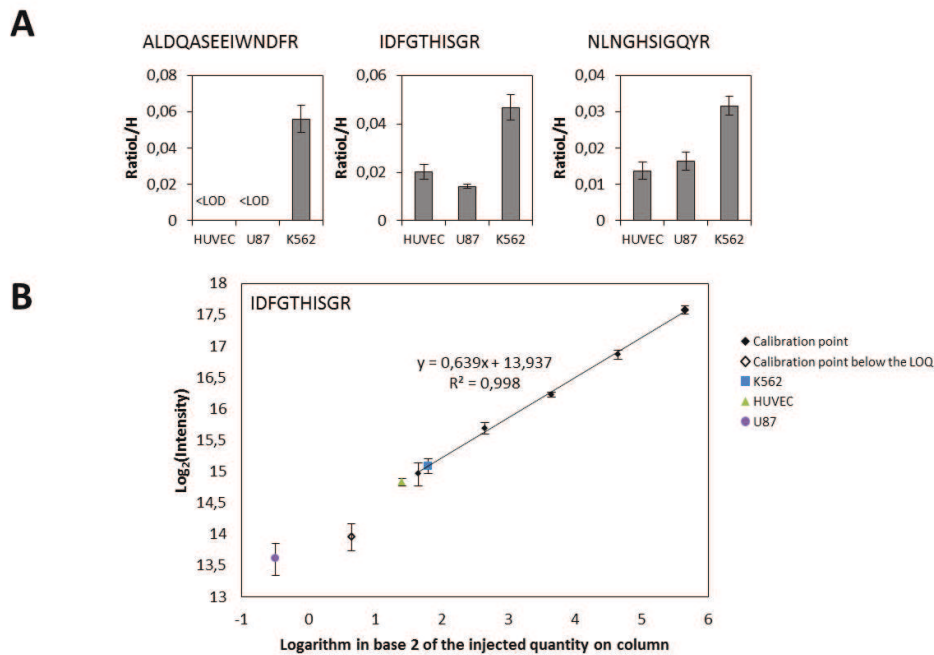 A
ALDQASEEIWNDFR
IDFGTHISGR
NLNGHSIGQYR
RatioL/H
0,08
0,06
0,04
0,02
0
<LOD
<LOD
HUVEC
U87
K562
RatioL/H
0,06
0,04
0,02
0
HUVEC
U87
K562
RatioL/H
0,04
0,03
0,02
0,01
0
HUVEC
U87
K562
B
IDFGTHISGR
Log₂(Intensity)
18
17,5
17
16,5
16
15,5
15
14,5
14
13,5
13
y = 0,639x + 13,937
R² = 0,998
-1
0
1
2
3
4
5
6
Logarithm in base 2 of the injected quantity on column
Calibration point
Calibration point below the LOQ
K562
HUVEC
U87